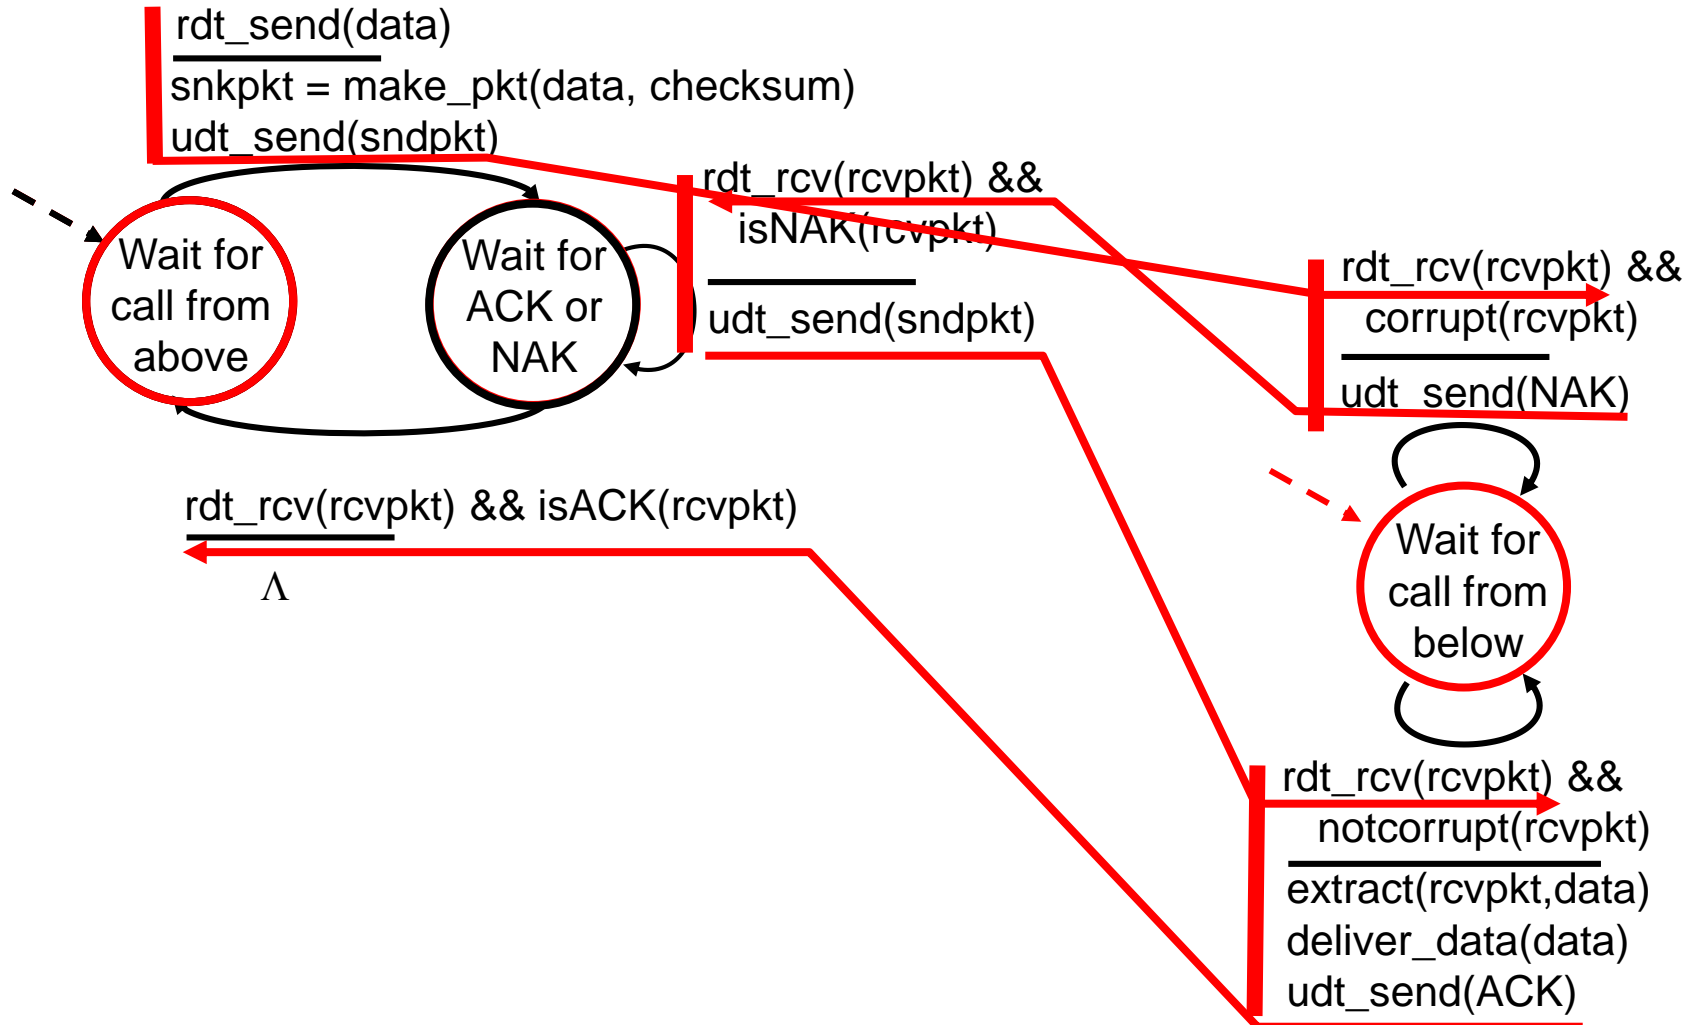 rdt_send(data)
snkpkt = make_pkt(data, checksum)
udt_send(sndpkt)
rdt_rcv(rcvpkt) &&
isNAK(rcvpkt)
udt_send(sndpkt)
Wait for
call from
above
Wait for
ACK or
NAK
rdt_rcv(rcvpkt) && isACK(rcvpkt)
Λ
rdt_rcv(rcvpkt) &&
corrupt(rcvpkt)
udt_send(NAK)
Wait for
call from
below
rdt_rcv(rcvpkt) &&
notcorrupt(rcvpkt)
extract(rcvpkt,data)
deliver_data(data)
udt_send(ACK)